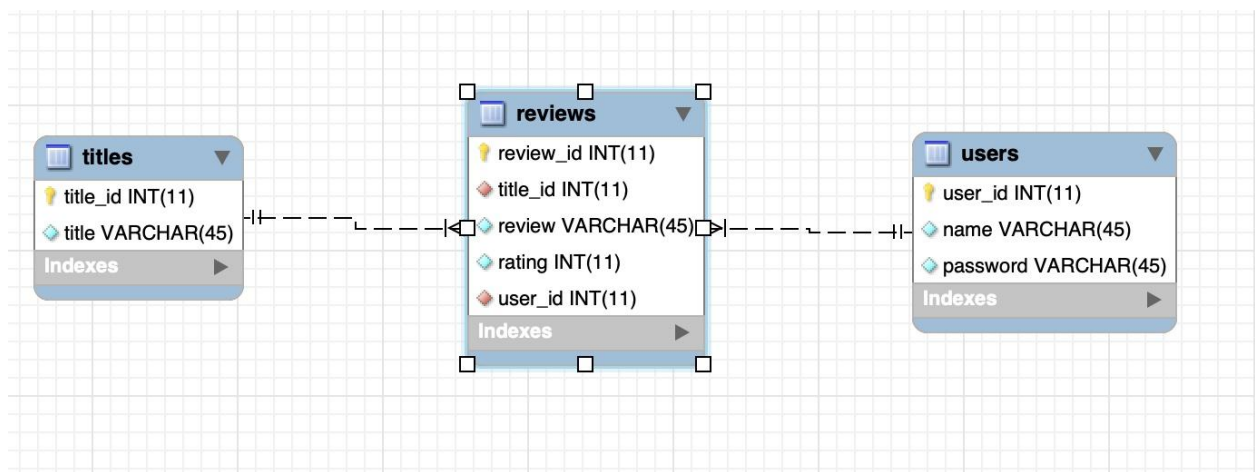 titles
title_id INT(11)
title VARCHAR(45)
Indexes
reviews
review_id INT(11)
title_id INT(11)
review VARCHAR(45)
rating INT(11)
user_id INT(11)
Indexes
users
user_id INT(11)
name VARCHAR(45)
password VARCHAR(45)
Indexes